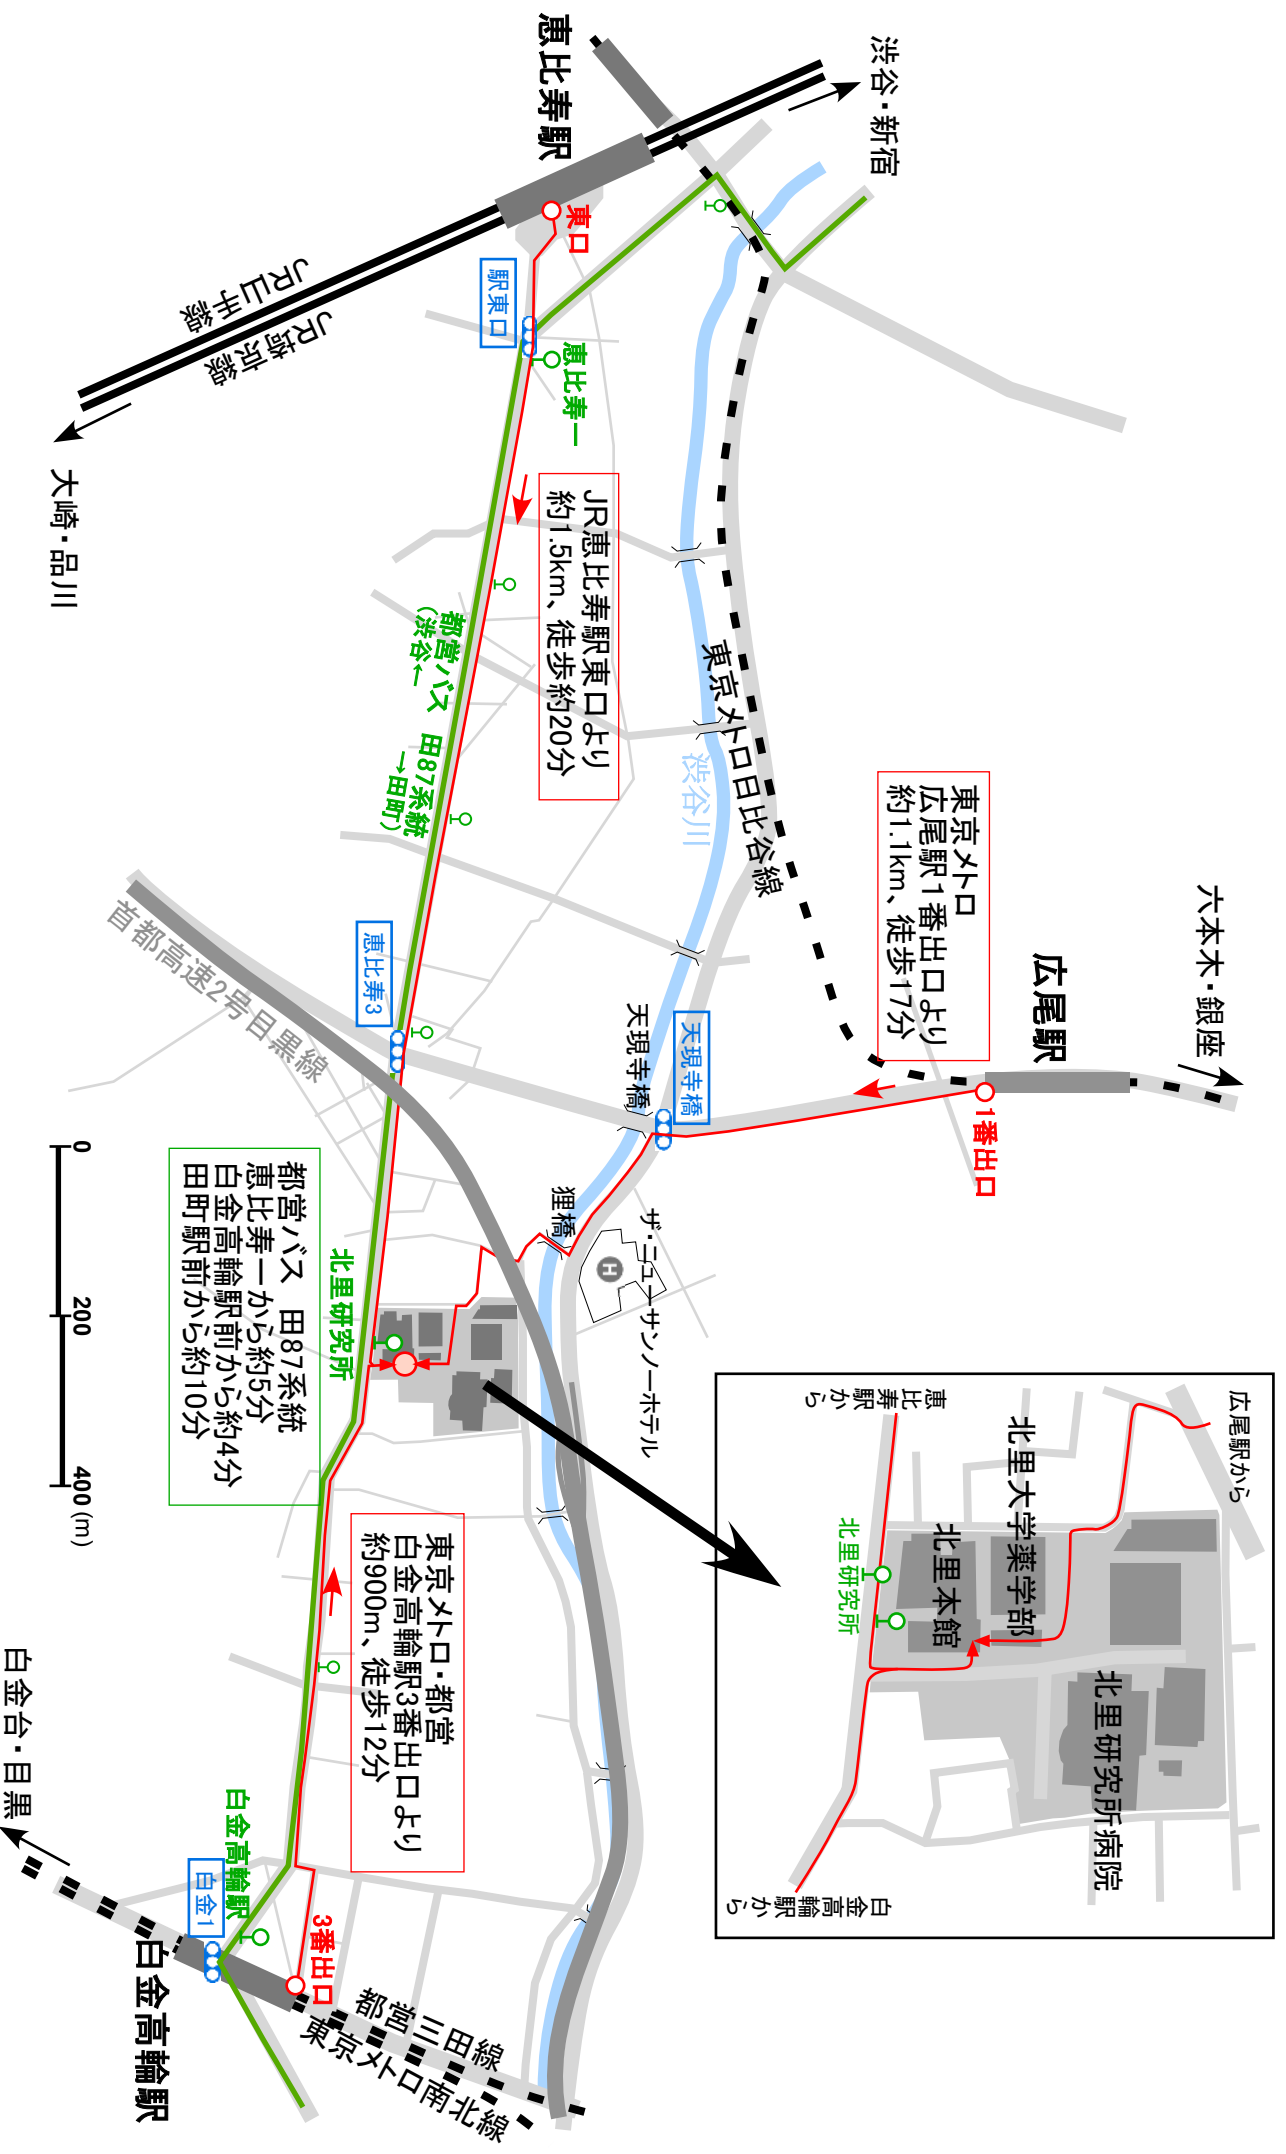 恵比寿駅
渋谷・新宿
東口
駅東口
恵比寿一
JR山手線
JR埼京線
大崎・品川
JR恵比寿駅東口より
約1.5km、徒歩約20分
都営バス 田87系統
(渋谷← →田町)
東京メトロ日比谷線
渋谷川
東京メトロ
広尾駅1番出口より
約1.1km、徒歩17分
六本木・銀座
広尾駅
1番出口
天現寺橋
天現寺橋
恵比寿3
首都高速2号目黒線
狸橋
ザ・ニューサンノーホテル
H
北里研究所
都営バス 田87系統
恵比寿一から約5分
白金高輪駅前から約4分
田町駅前から約10分
0 200 400 (m)
東京メトロ・都営
白金高輪駅3番出口より
約900m、徒歩12分
広尾駅から
恵比寿駅から
北里大学薬学部
北里本館
北里研究所
北里研究所病院
白金高輪駅から
白金台・目黒
白金高輪駅
白金1
3番出口
白金高輪駅
都営三田線
東京メトロ南北線